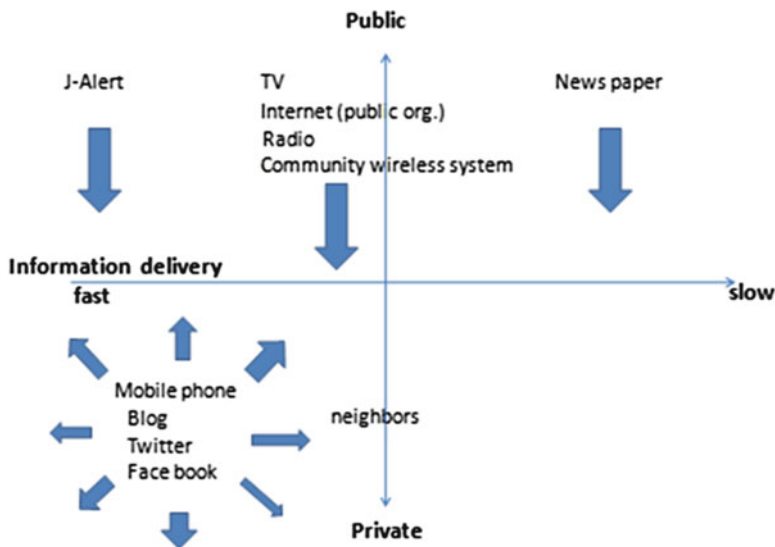 Public
J-Alert
TV
News paper
Internet (public org.)
Radio
Community wireless system
Information delivery
fast
slow
Mobile phone
Blog
neighbors
Twitter
Face book
Private